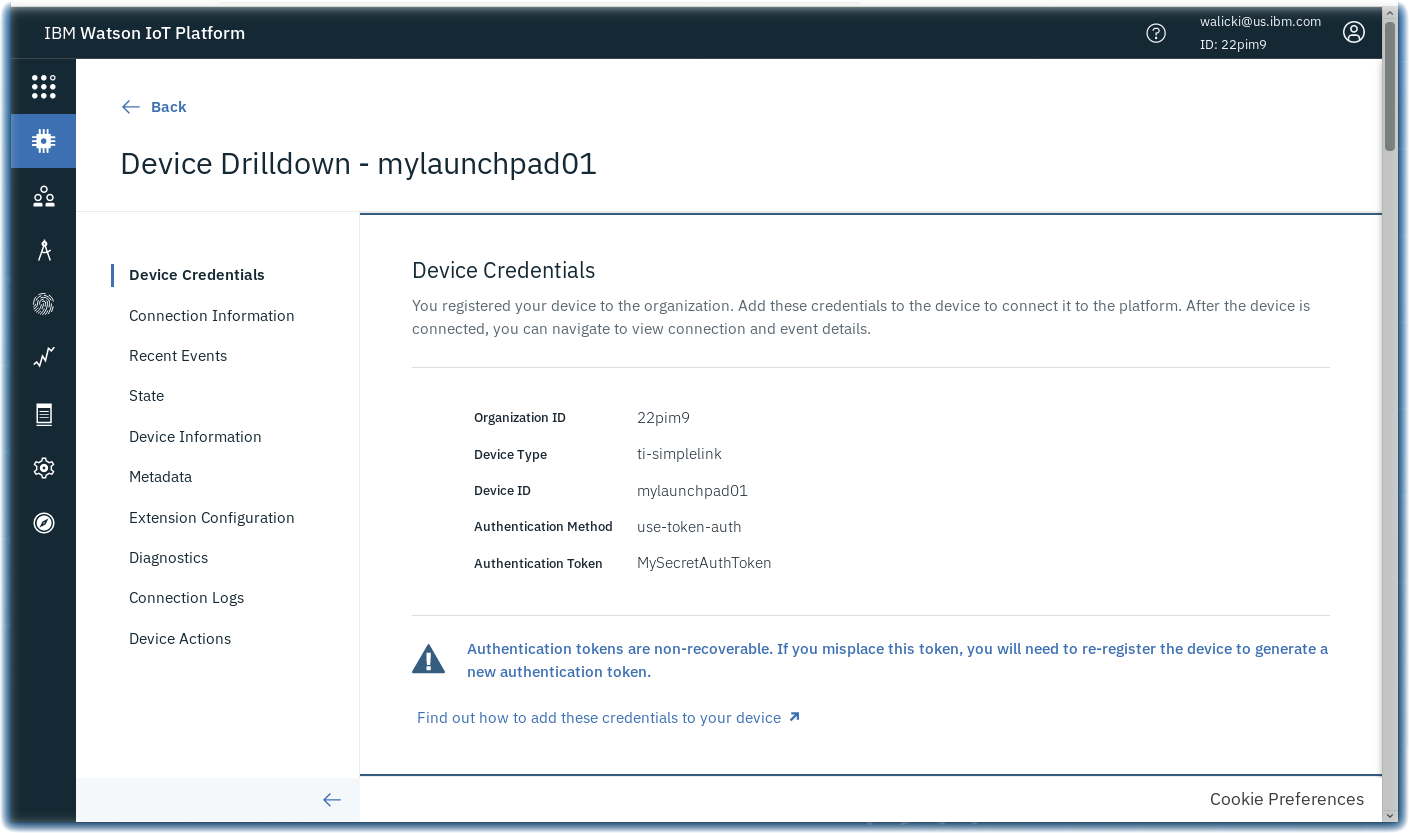 IBM Watson IoT Platform
walicki@us.ibm.com
ID: 22pim9
Back
Device Drilldown - mylaunchpad01
Device Credentials
Connection Information
Recent Events
State
Device Information
Metadata
Extension Configuration
Diagnostics
Connection Logs
Device Actions
Device Credentials
You registered your device to the organization. Add these credentials to the device to connect it to the platform. After the device is
connected, you can navigate to view connection and event details.
Organization ID 22pim9
Device Type ti-simplelink
Device ID mylaunchpad01
Authentication Method use-token-auth
Authentication Token MySecretAuthToken
Authentication tokens are non-recoverable. If you misplace this token, you will need to re-register the device to generate a
new authentication token.
Find out how to add these credentials to your device
Cookie Preferences